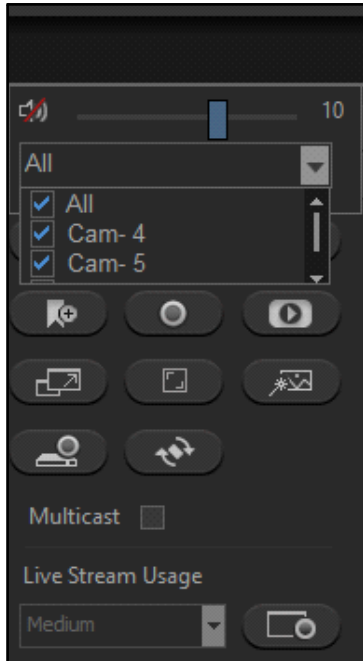 10
All
All
Cam- 4
Cam- 5
Multicast
Live Stream Usage
Medium